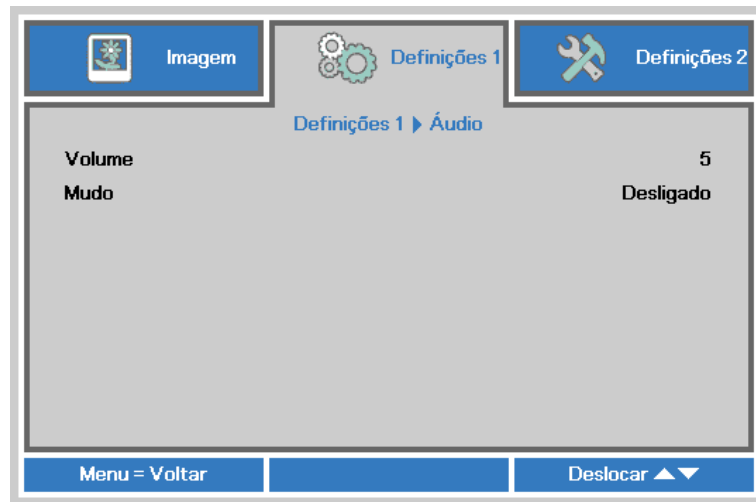 Imagem
Definições 1
Definições 2
Definições 1 ▶ Áudio
Volume 5
Mudo Desligado
Menu = Voltar
Deslocar ▲▼